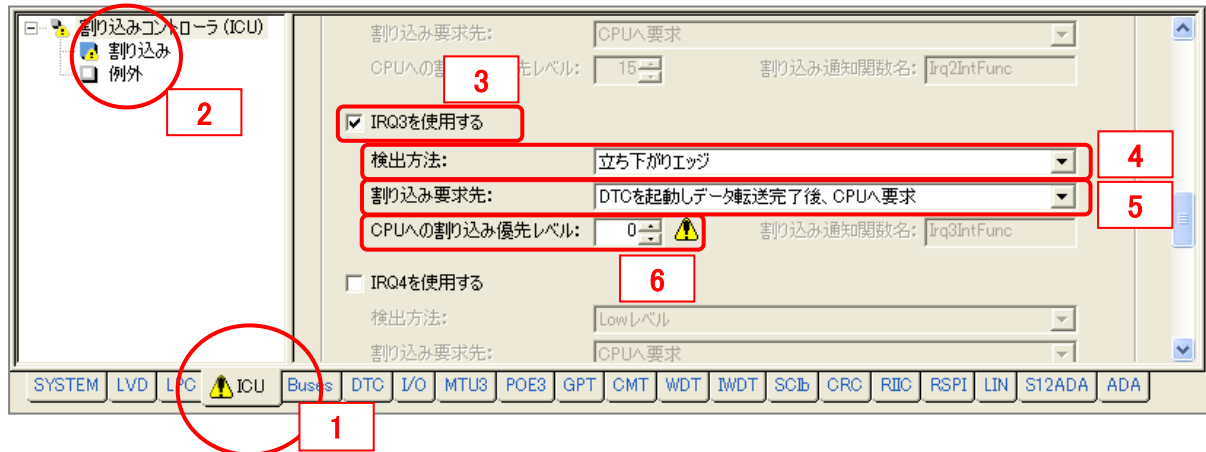 割り込みコントローラ (ICU)
割り込み
例外
2
割り込み要求先: CPUへ要求
CPUへの割 先レベル: 15 割り込み通知関数名: Irq2IntFunc
3
IRQ3を使用する
検出方法: 立ち下がりエッジ
4
割り込み要求先: DTCを起動しデータ転送完了後、CPUへ要求
5
CPUへの割り込み優先レベル: 0 割り込み通知関数名: Irq3IntFunc
6
IRQ4を使用する
検出方法: Lowレベル
割り込み要求先: CPUへ要求
SYSTEM LVD LPC ICU Buses DTC I/O MTU3 POE3 GPT CMT WDT IWDT SCIb CRC RIIC RSPI LIN S12ADA ADA
1